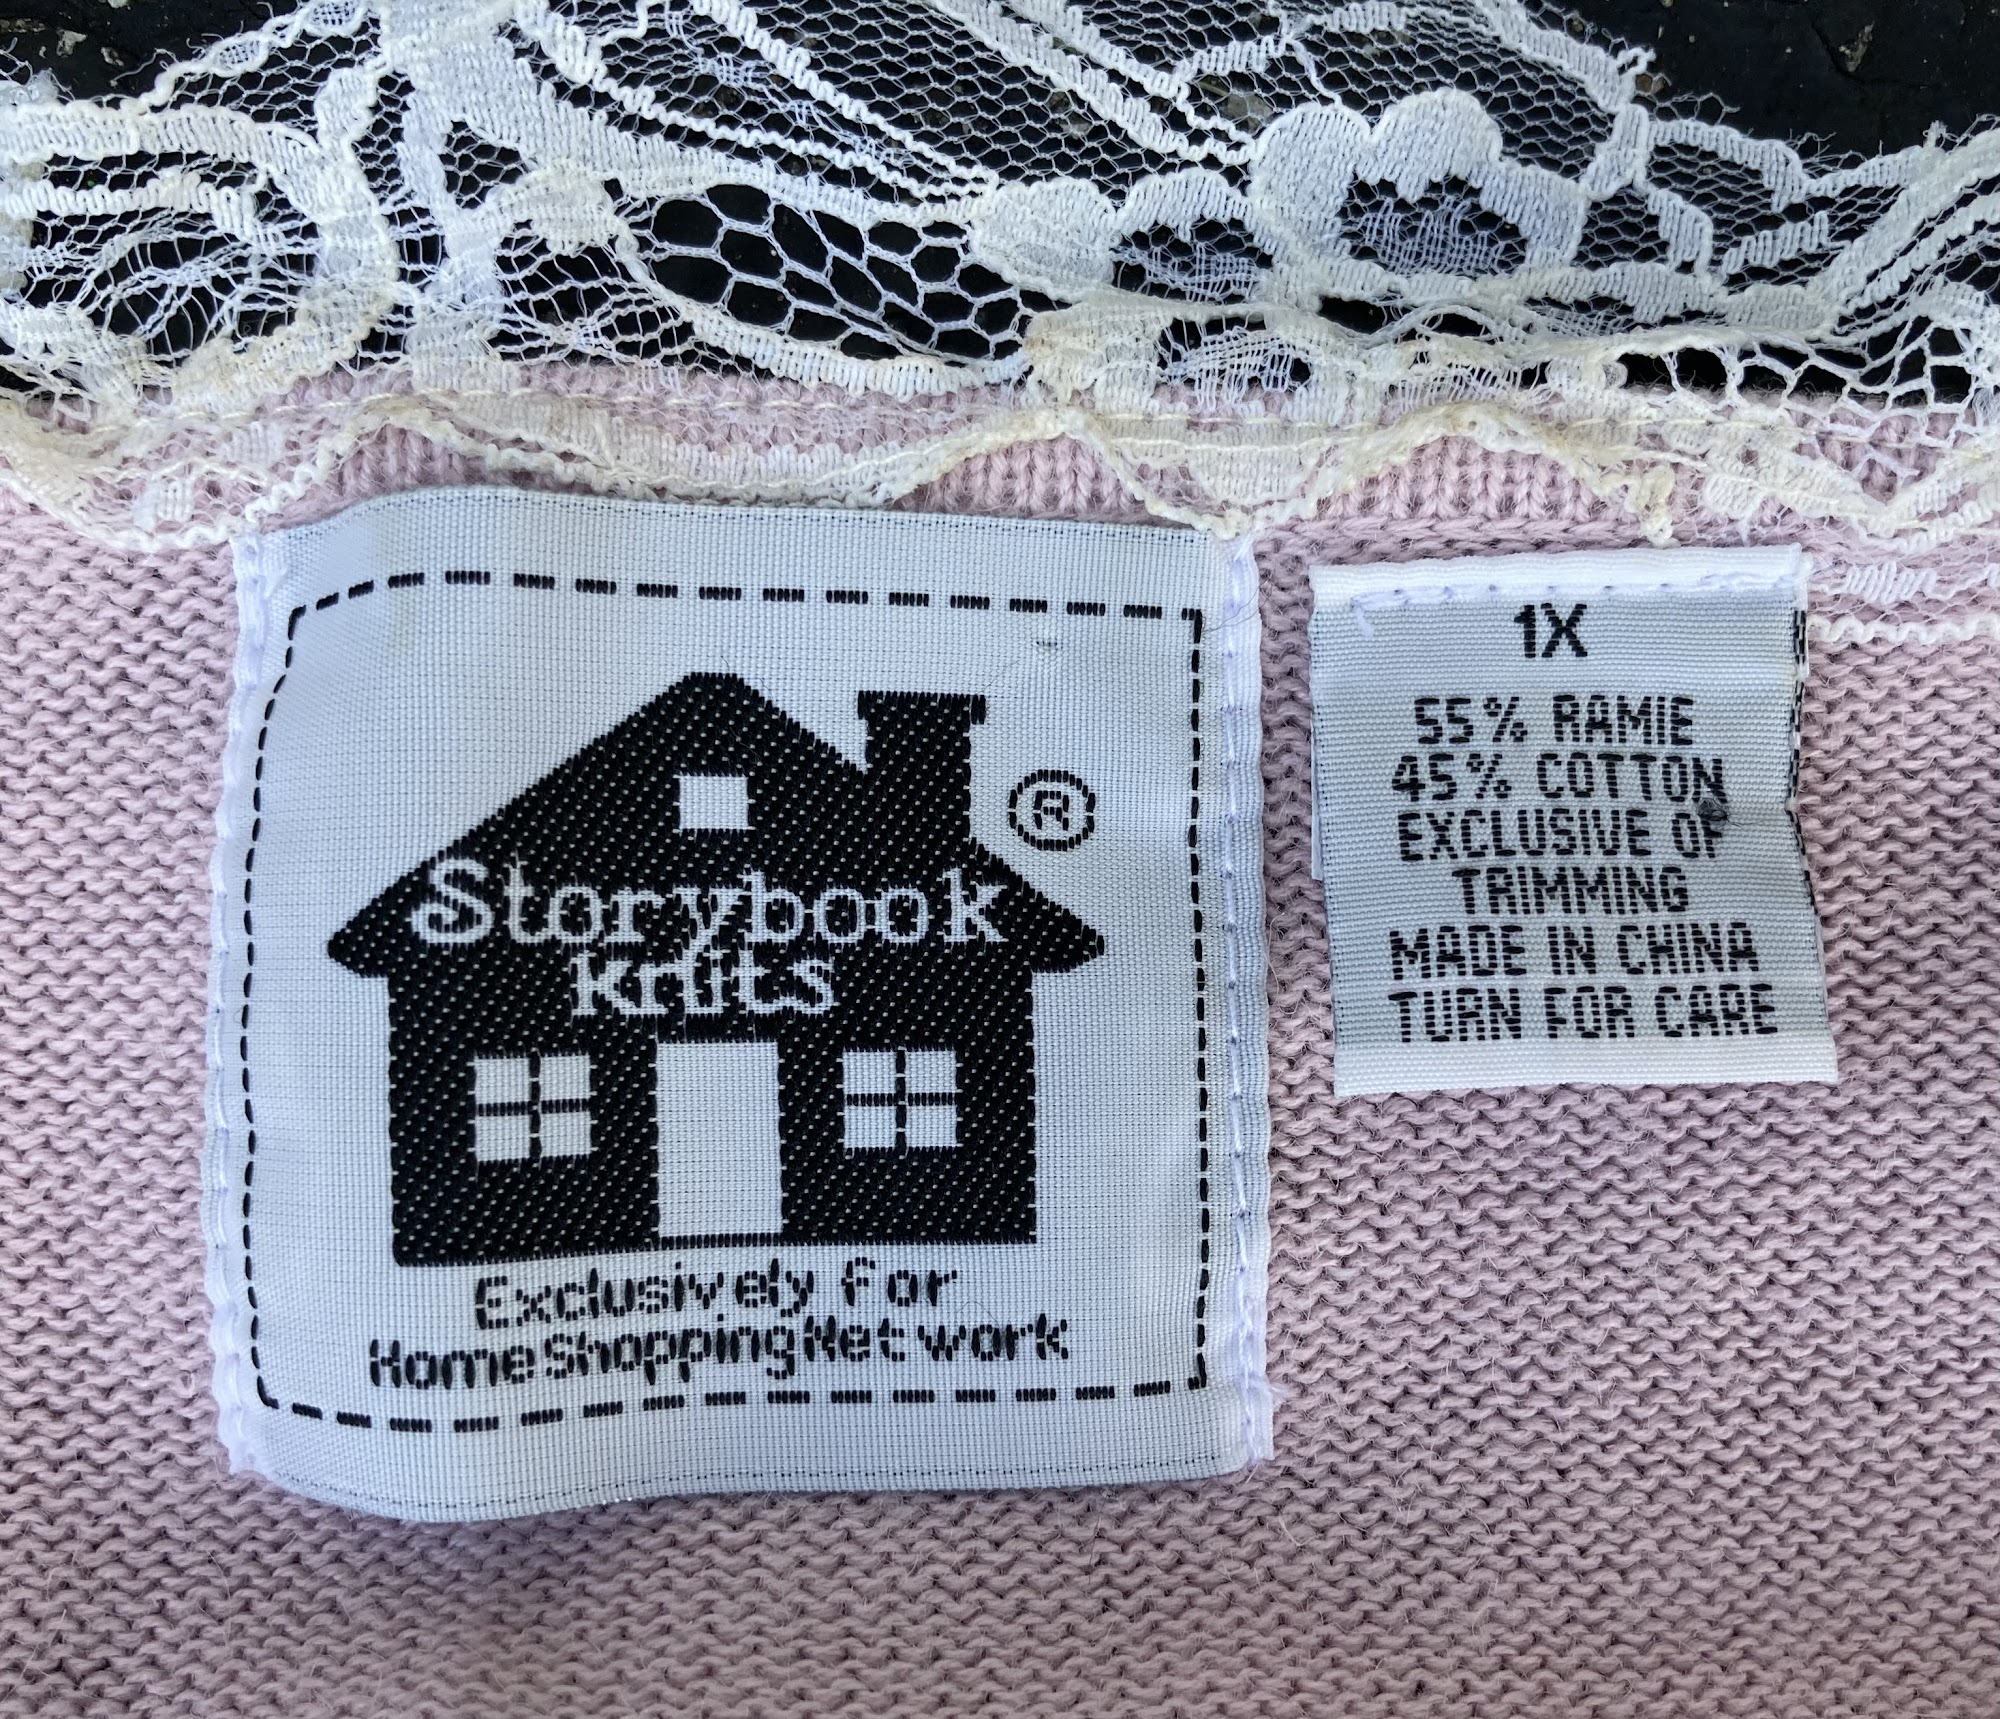 ®
Storybook
knits
Exclusively for
Home Shopping Network
1X
55% RAMIE
45% COTTON
EXCLUSIVE OF
TRIMMING
MADE IN CHINA
TURN FOR CARE